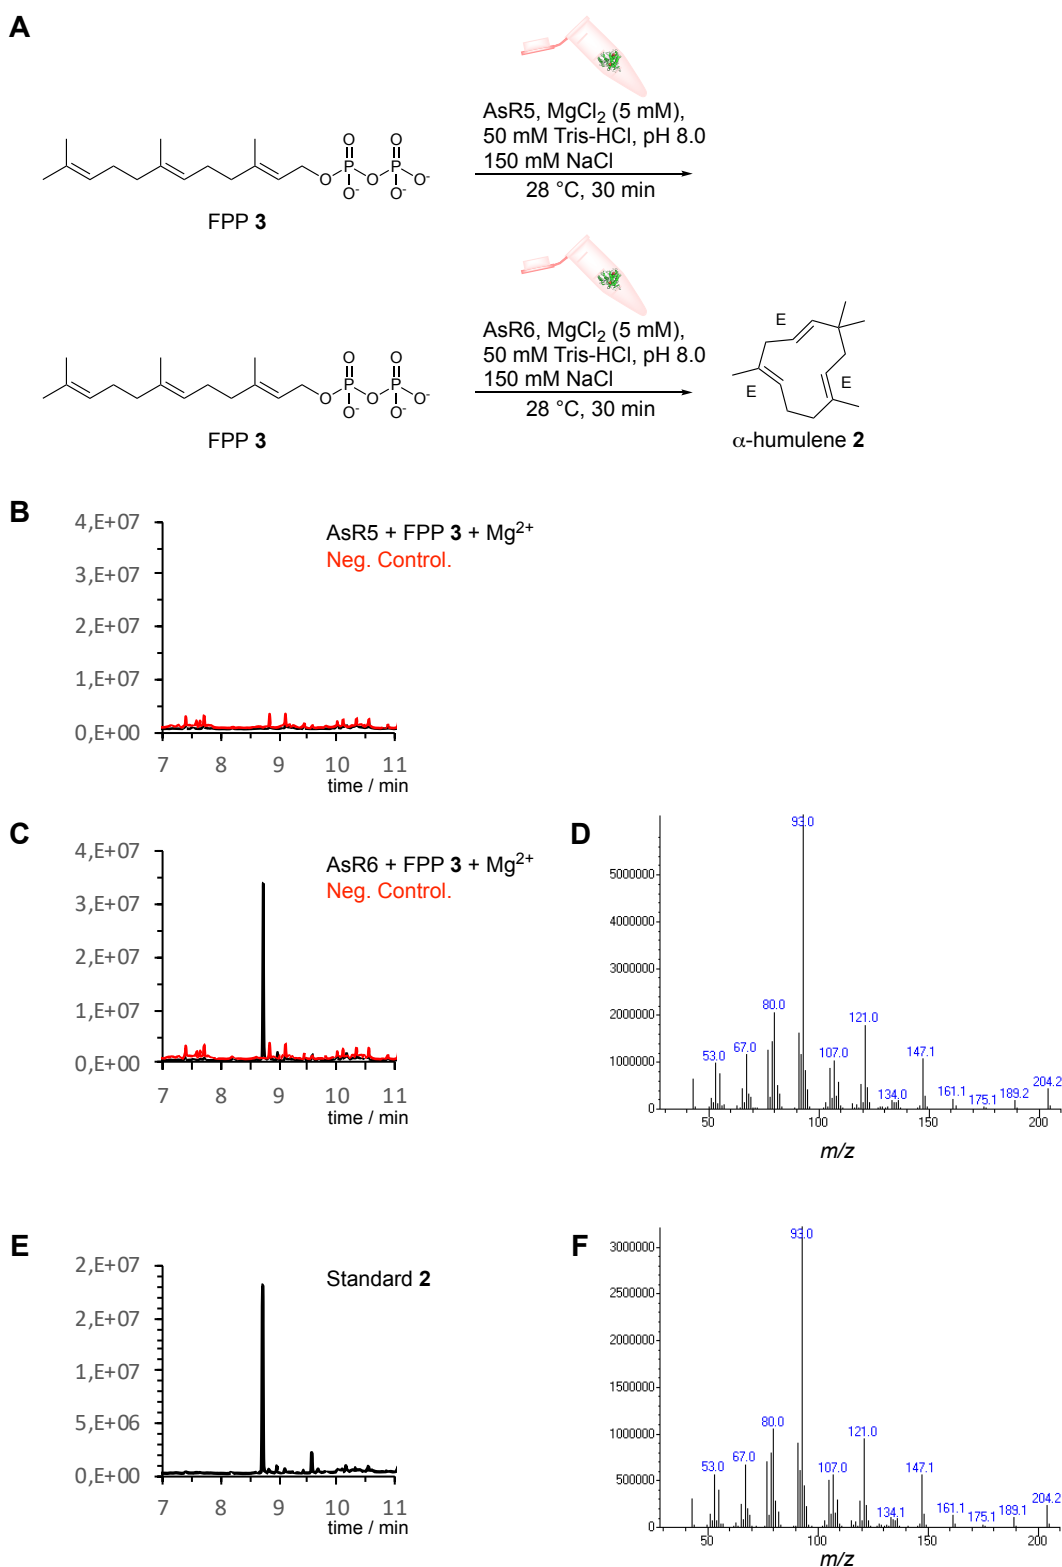 A
AsR5, MgCl₂ (5 mM),
50 mM Tris-HCl, pH 8.0
150 mM NaCl
28 °C, 30 min
O O
O P O P O⁻
O⁻ O⁻
FPP 3
AsR6, MgCl₂ (5 mM),
50 mM Tris-HCl, pH 8.0
150 mM NaCl
28 °C, 30 min
O O
O P O P O⁻
O⁻ O⁻
FPP 3
E
E
E
α-humulene 2
B
AsR5 + FPP 3 + Mg²⁺
Neg. Control.
4,E+07
3,E+07
2,E+07
1,E+07
0,E+00
7 8 9 10 11
time / min
C
AsR6 + FPP 3 + Mg²⁺
Neg. Control.
4,E+07
3,E+07
2,E+07
1,E+07
0,E+00
7 8 9 10 11
time / min
D
93.0
5000000
4000000
3000000
2000000
1000000
0
53.0 67.0 80.0 107.0 121.0 134.0 147.1 161.1 175.1 189.2 204.2
50 100 150 200
m/z
E
Standard 2
2,E+07
2,E+07
1,E+07
5,E+06
0,E+00
7 8 9 10 11
time / min
F
93.0
3000000
2500000
2000000
1500000
1000000
500000
0
53.0 67.0 80.0 107.0 121.0 134.1 147.1 161.1 175.1 189.1 204.2
50 100 150 200
m/z